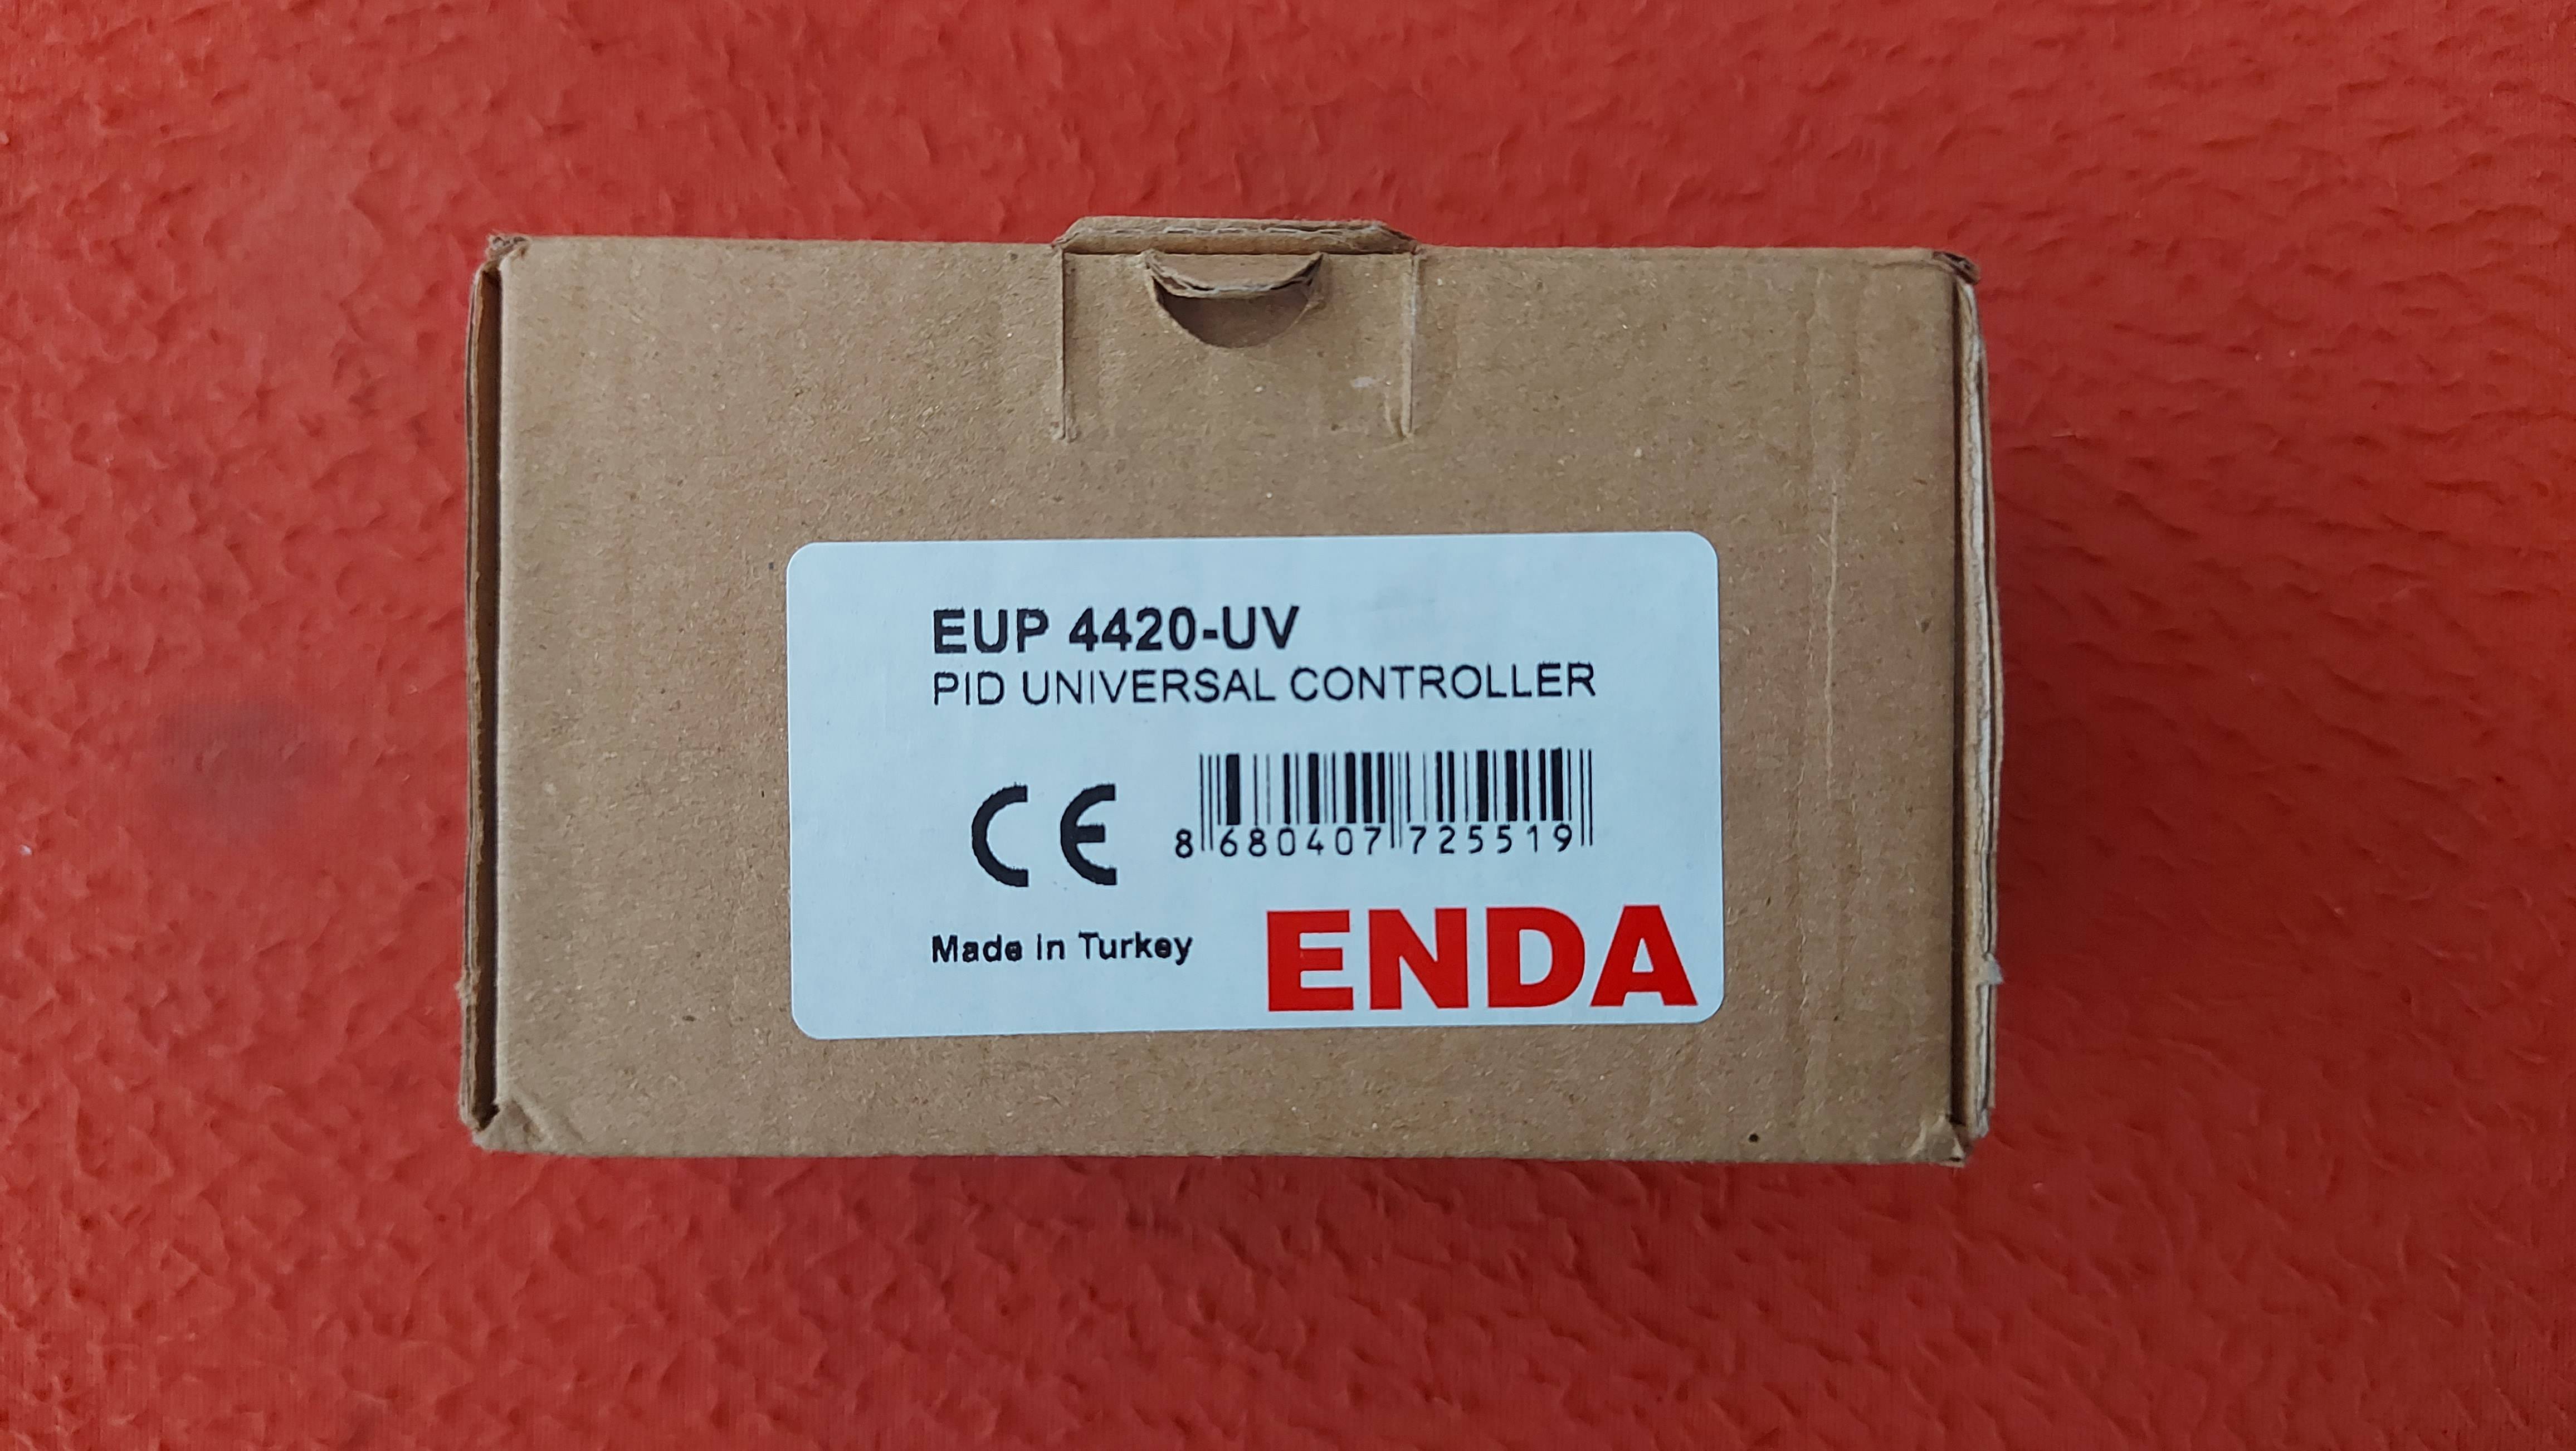 EUP 4420-UV
PID UNIVERSAL CONTROLLER
CE
8 680407 725519
Made in Turkey
ENDA